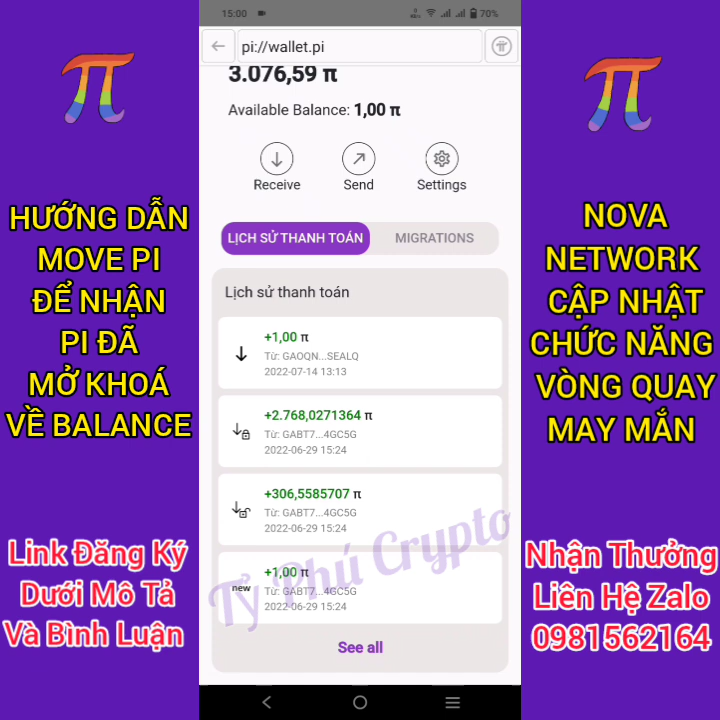 15:00
70%
pi://wallet.pi
3.076,59 π
Available Balance: 1,00 π
Receive
Send
Settings
LỊCH SỬ THANH TOÁN
MIGRATIONS
Lịch sử thanh toán
+1,00 π
Từ: GAOQN...SEALQ
2022-07-14 13:13
+2.768,0271364 π
Từ: GABT7...4GC5G
2022-06-29 15:24
+306,5585707 π
Từ: GABT7...4GC5G
2022-06-29 15:24
new
+1,00 π
Từ: GABT7...4GC5G
2022-06-29 15:24
See all
Tỷ Phú Crypto
π
HƯỚNG DẪN
MOVE PI
ĐỂ NHẬN
PI ĐÃ
MỞ KHOÁ
VỀ BALANCE
Link Đăng Ký
Dưới Mô Tả
Và Bình Luận
π
NOVA
NETWORK
CẬP NHẬT
CHỨC NĂNG
VÒNG QUAY
MAY MẮN
Nhận Thưởng
Liên Hệ Zalo
0981562164